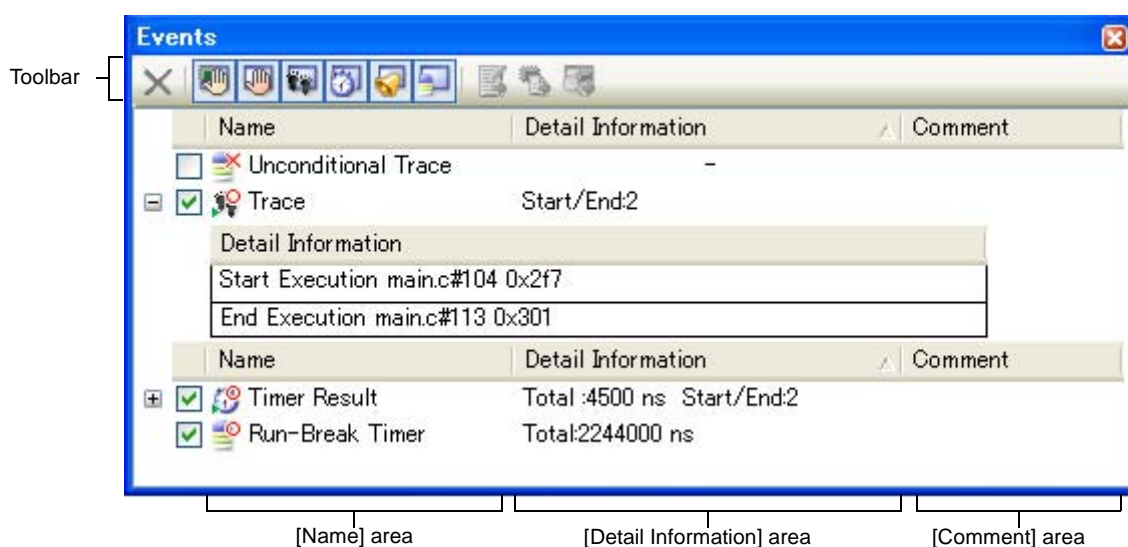 Events
Toolbar
Name Detail Information Comment
Unconditional Trace -
Trace Start/End:2
Detail Information
Start Execution main.c#104 0x2f7
End Execution main.c#113 0x301
Name Detail Information Comment
Timer Result Total :4500 ns Start/End:2
Run-Break Timer Total:2244000 ns
[Name] area [Detail Information] area [Comment] area